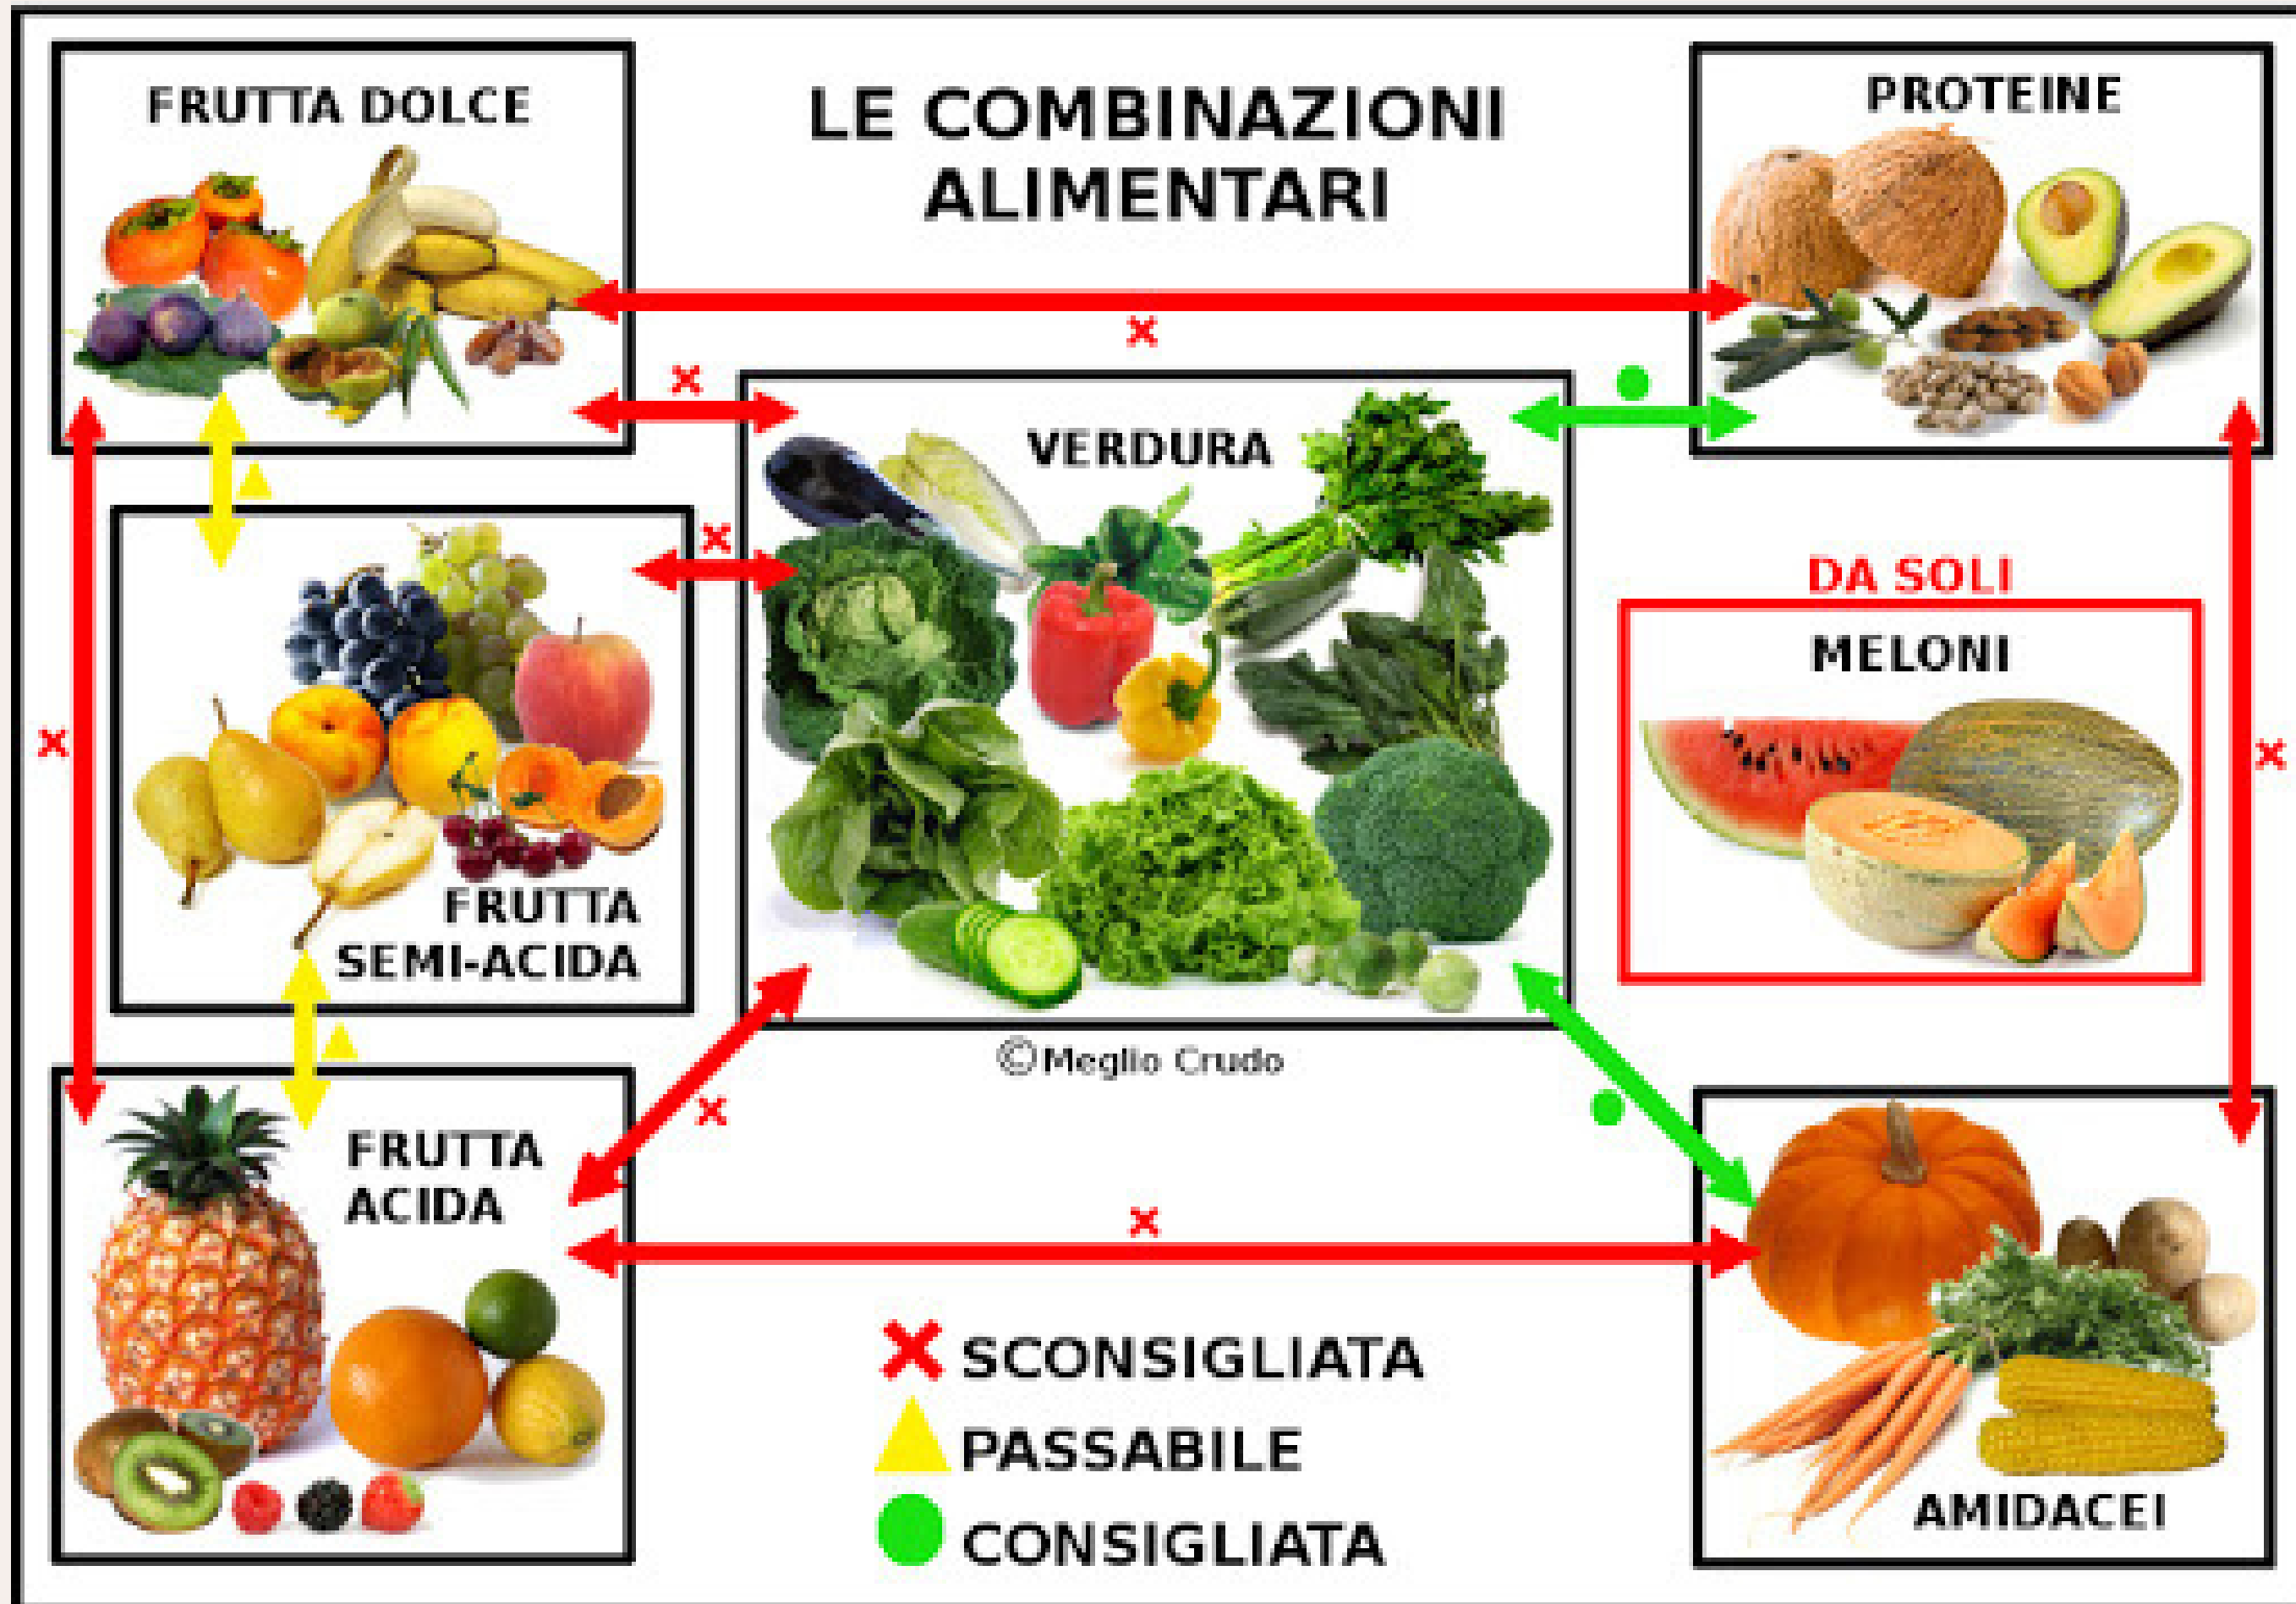 FRUTTA DOLCE
LE COMBINAZIONI
ALIMENTARI
PROTEINE
x
x
VERDURA
x
DA SOLI
MELONI
x
x
FRUTTA
SEMI-ACIDA
©Meglio Crudo
x
FRUTTA
ACIDA
x
AMIDACEI
SCONSIGLIATA
PASSABILE
CONSIGLIATA